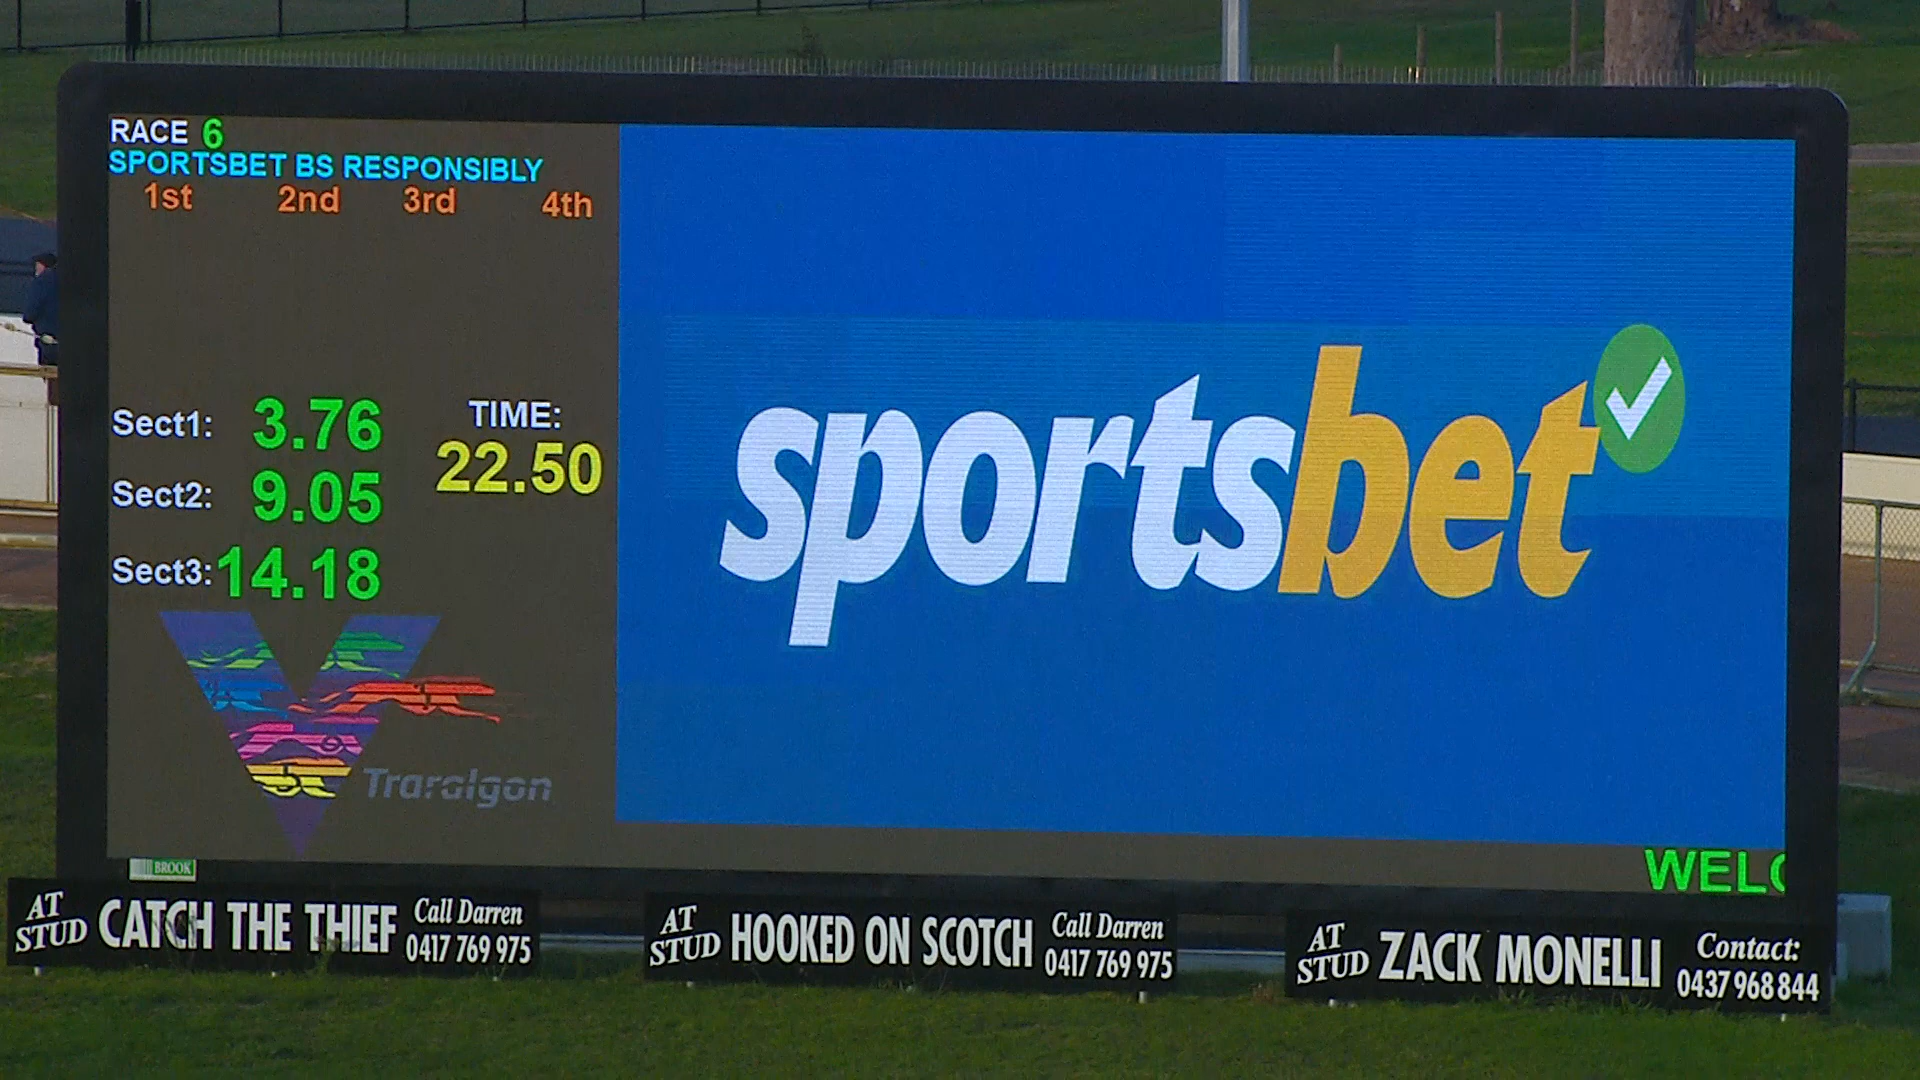 RACE 6
SPORTSBET BS RESPONSIBLY
1st 2nd 3rd 4th
Sect1: 3.76
TIME:
22.50
Sect2: 9.05
Sect3: 14.18
Traralgon
sportsbet
WELC
BROOK
AT STUD CATCH THE THIEF Call Darren 0417 769 975
AT STUD HOOKED ON SCOTCH Call Darren 0417 769 975
AT STUD ZACK MONELLI Contact: 0437 968 844